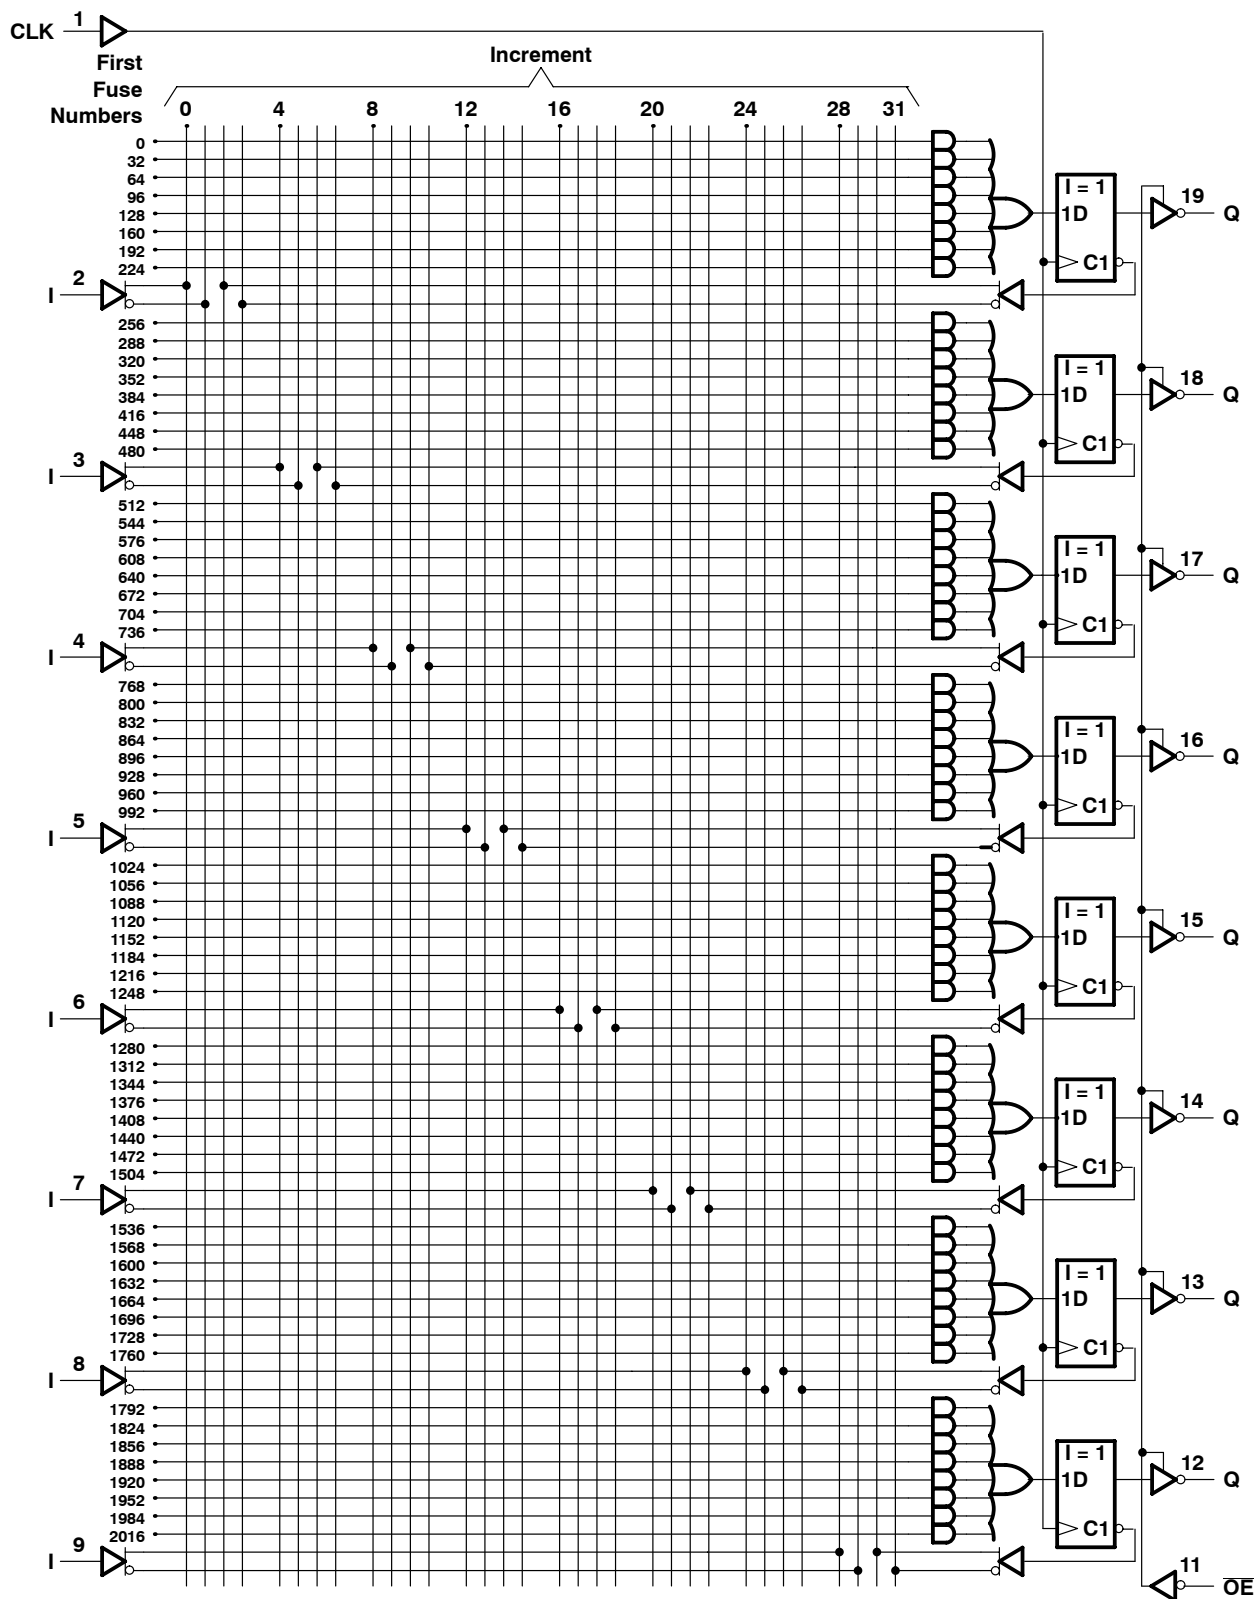 CLK 1
Increment
First
Fuse
Numbers
0 4 8 12 16 20 24 28 31
0
32
64
96
128
160
192
224
I = 1
1D
C1
19 Q
I 2
256
288
320
352
384
416
448
480
I = 1
1D
C1
18 Q
I 3
512
544
576
608
640
672
704
736
I = 1
1D
C1
17 Q
I 4
768
800
832
864
896
928
960
992
I = 1
1D
C1
16 Q
I 5
1024
1056
1088
1120
1152
1184
1216
1248
I = 1
1D
C1
15 Q
I 6
1280
1312
1344
1376
1408
1440
1472
1504
I = 1
1D
C1
14 Q
I 7
1536
1568
1600
1632
1664
1696
1728
1760
I = 1
1D
C1
13 Q
I 8
1792
1824
1856
1888
1920
1952
1984
2016
I = 1
1D
C1
12 Q
I 9
11 OE